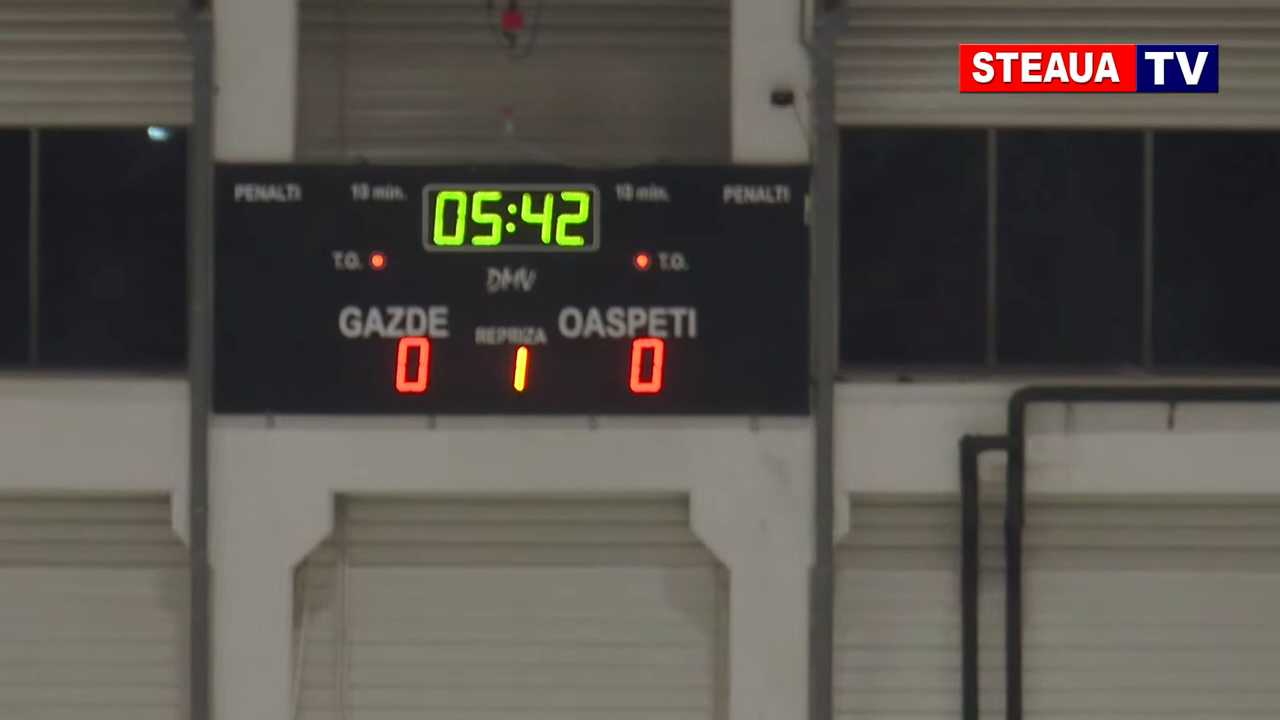 STEAUA TV
PENALTI 10 min. 05:42 10 min. PENALTI
T.O. T.O.
DMV
GAZDE REPRIZA OASPETI
0 1 0